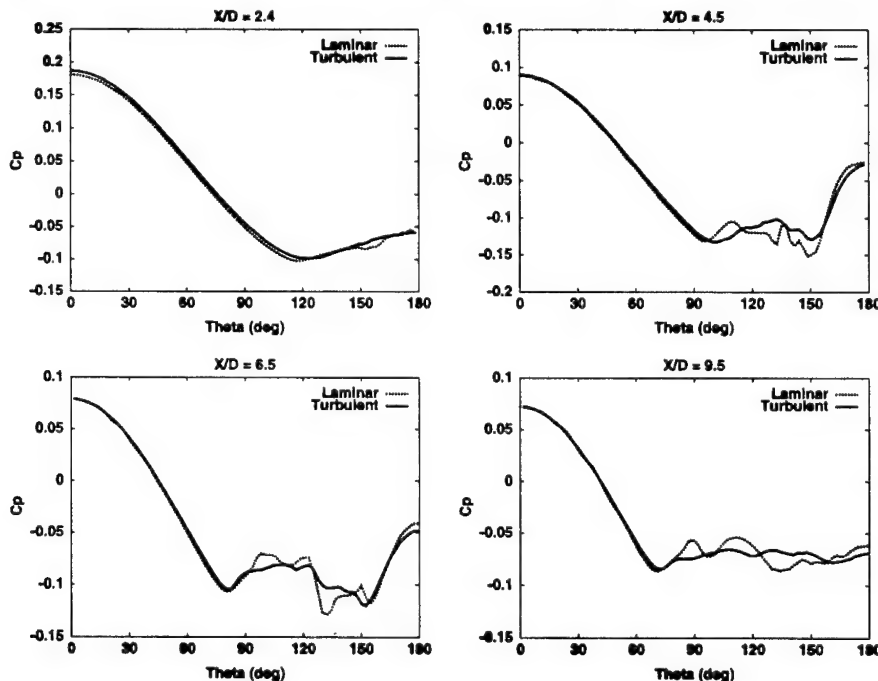 X/D = 2.4
Laminar
Turbulent
0.25
0.2
0.15
0.1
0.05
0
-0.05
-0.1
-0.15
Cp
0 30 60 90 120 150 180
Theta (deg)
X/D = 4.5
Laminar
Turbulent
0.15
0.1
0.05
0
-0.05
-0.1
-0.15
-0.2
Cp
0 30 60 90 120 150 180
Theta (deg)
X/D = 6.5
Laminar
Turbulent
0.1
0.05
0
-0.05
-0.1
-0.15
Cp
0 30 60 90 120 150 180
Theta (deg)
X/D = 9.5
Laminar
Turbulent
0.1
0.05
0
-0.05
-0.1
-0.15
Cp
0 30 60 90 120 150 180
Theta (deg)